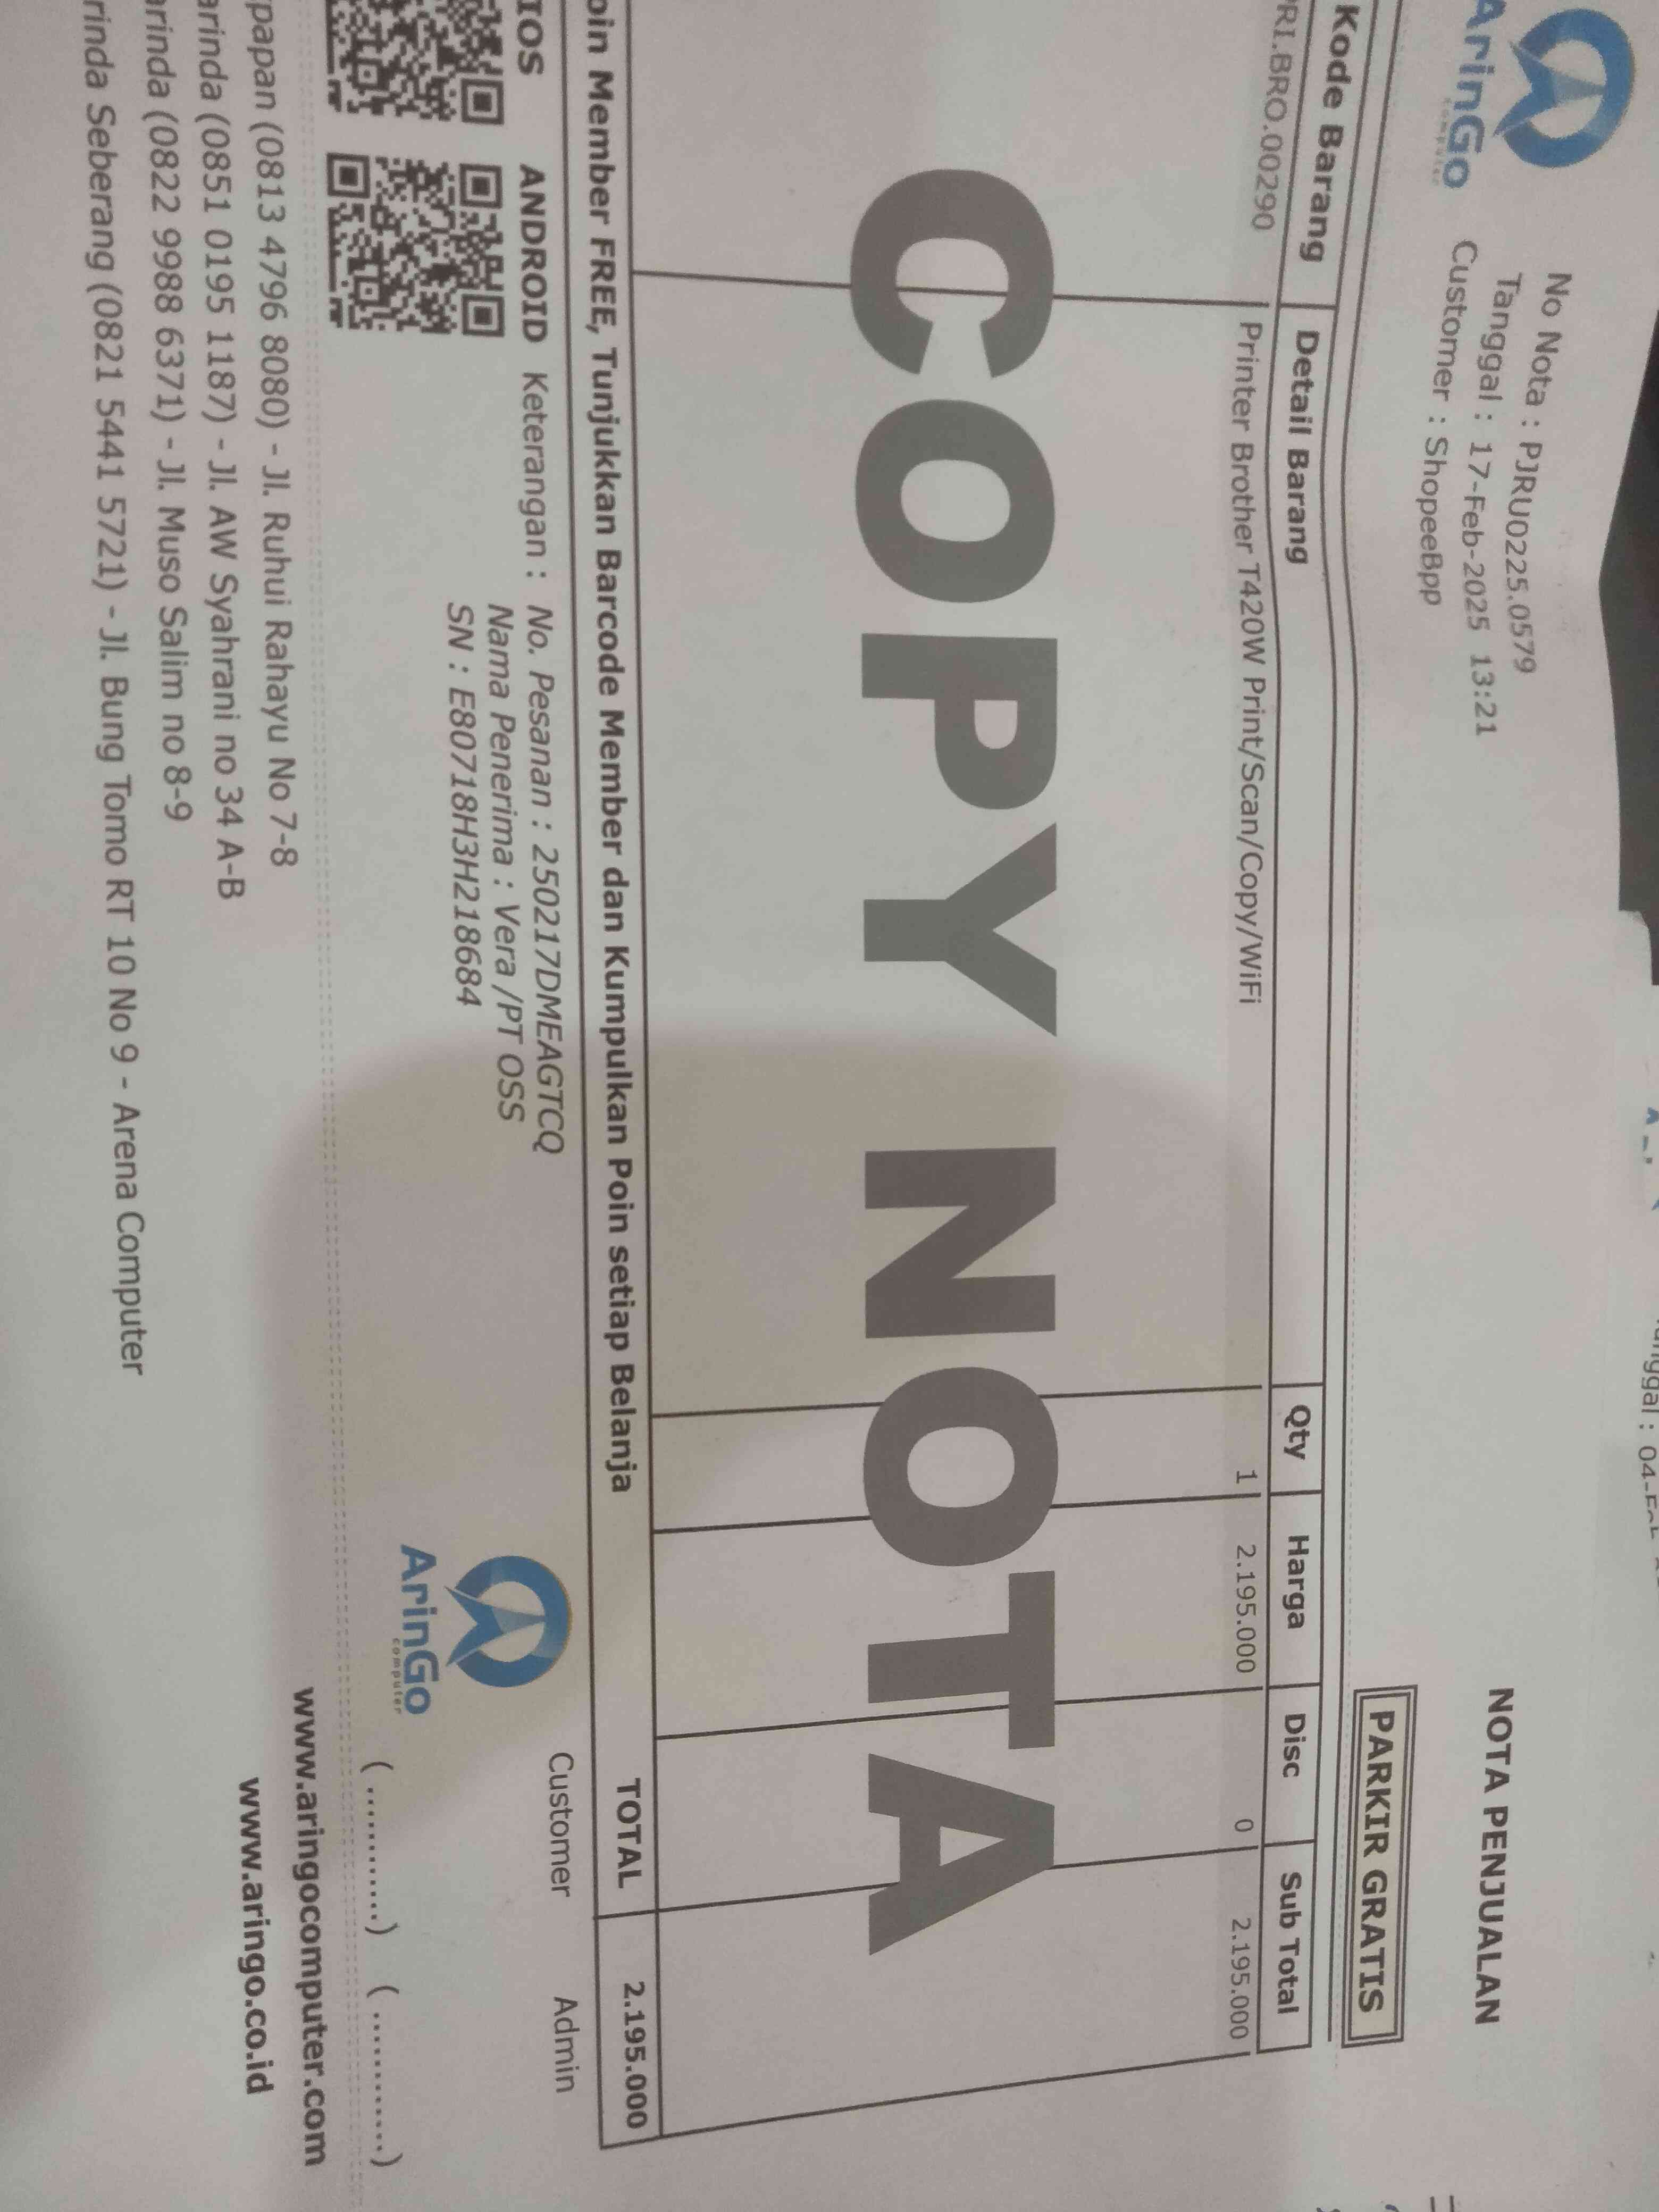 ArinGo
computer
No Nota : PJRU0225.0579
Tanggal : 17-Feb-2025 13:21
Customer : ShopeeBpp
NOTA PENJUALAN
PARKIR GRATIS
Kode Barang Detail Barang Qty Harga Disc Sub Total
PRI.BRO.00290 Printer Brother T420W Print/Scan/Copy/WiFi 1 2.195.000 0 2.195.000
COPY NOTA
oin Member FREE, Tunjukkan Barcode Member dan Kumpulkan Poin setiap Belanja TOTAL 2.195.000
IOS ANDROID Keterangan : No. Pesanan : 250217DMEAGTCQ
Nama Penerima : Vera /PT OSS
SN : E80718H3H218684
Customer Admin
ArinGo
computer
(...........) (............)
papan (0813 4796 8080) - Jl. Ruhui Rahayu No 7-8
arinda (0851 0195 1187) - Jl. AW Syahrani no 34 A-B
arinda (0822 9988 6371) - Jl. Muso Salim no 8-9
rinda Seberang (0821 5441 5721) - Jl. Bung Tomo RT 10 No 9 - Arena Computer
www.aringocomputer.com
www.aringo.co.id